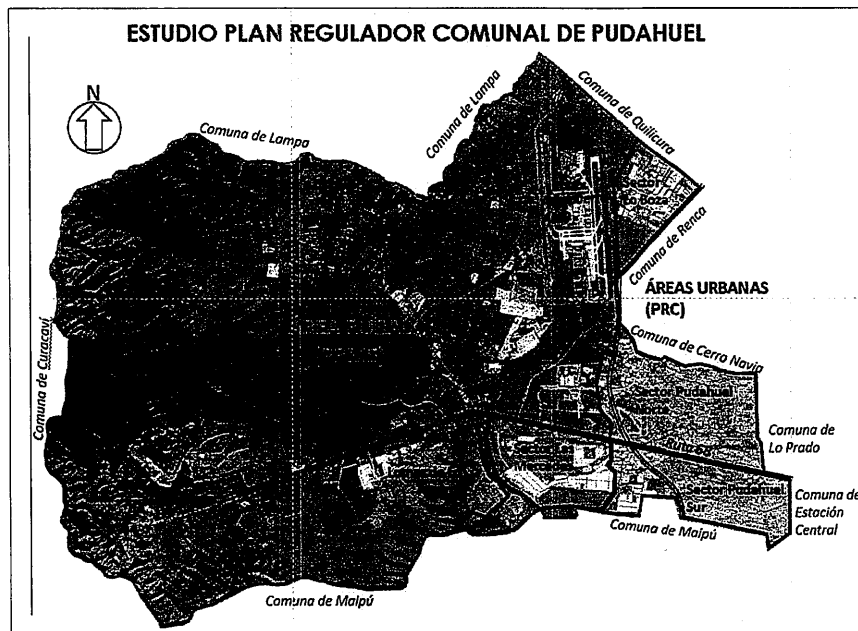 ESTUDIO PLAN REGULADOR COMUNAL DE PUDAHUEL
N
Comuna de Lampa
Comuna de Lampa
Comuna de Quilicura
Sector
Lo Boza
Comuna de Renca
ÁREAS URBANAS
(PRC)
Comuna de Curacaví
Comuna de Cerro Navia
Sector Pudahuel
Norte
Comuna de
Lo Prado
Sector
Sector Pudahuel
Sur
Comuna de
Estación
Central
Comuna de Maipú
Comuna de Maipú